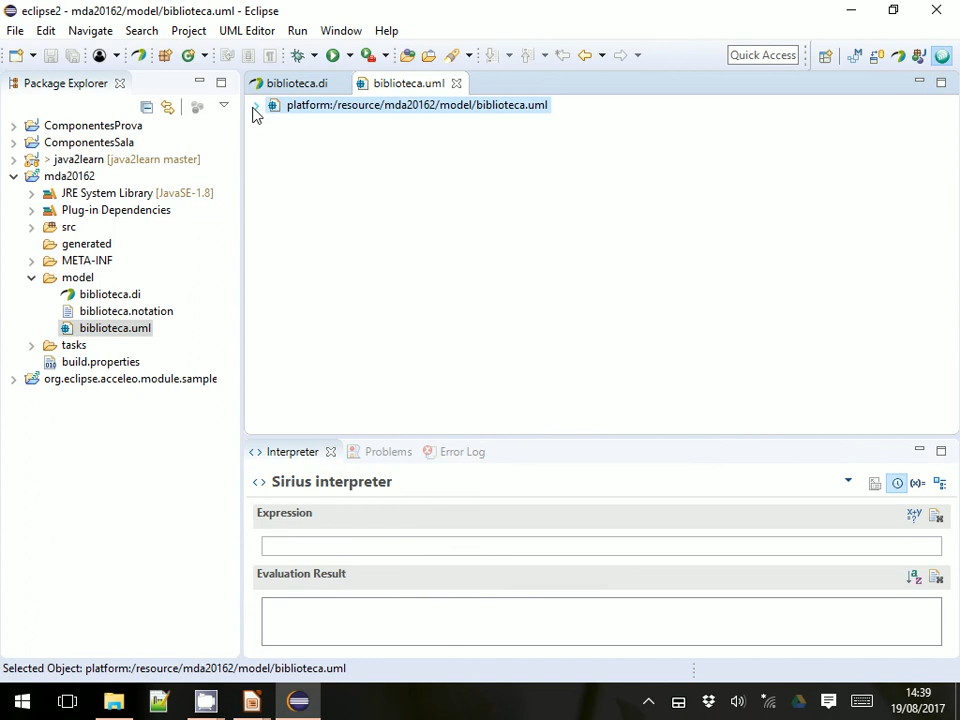 eclipse2 - mda20162/model/biblioteca.uml - Eclipse
File Edit Navigate Search Project UML Editor Run Window Help
Quick Access
Package Explorer
biblioteca.di
biblioteca.uml
platform:/resource/mda20162/model/biblioteca.uml
ComponentesProva
ComponentesSala
> java2learn [java2learn master]
mda20162
JRE System Library [JavaSE-1.8]
Plug-in Dependencies
src
generated
META-INF
model
biblioteca.di
biblioteca.notation
biblioteca.uml
tasks
build.properties
org.eclipse.acceleo.module.sample
Interpreter Problems Error Log
Sirius interpreter
Expression
Evaluation Result
Selected Object: platform:/resource/mda20162/model/biblioteca.uml
14:39
19/08/2017